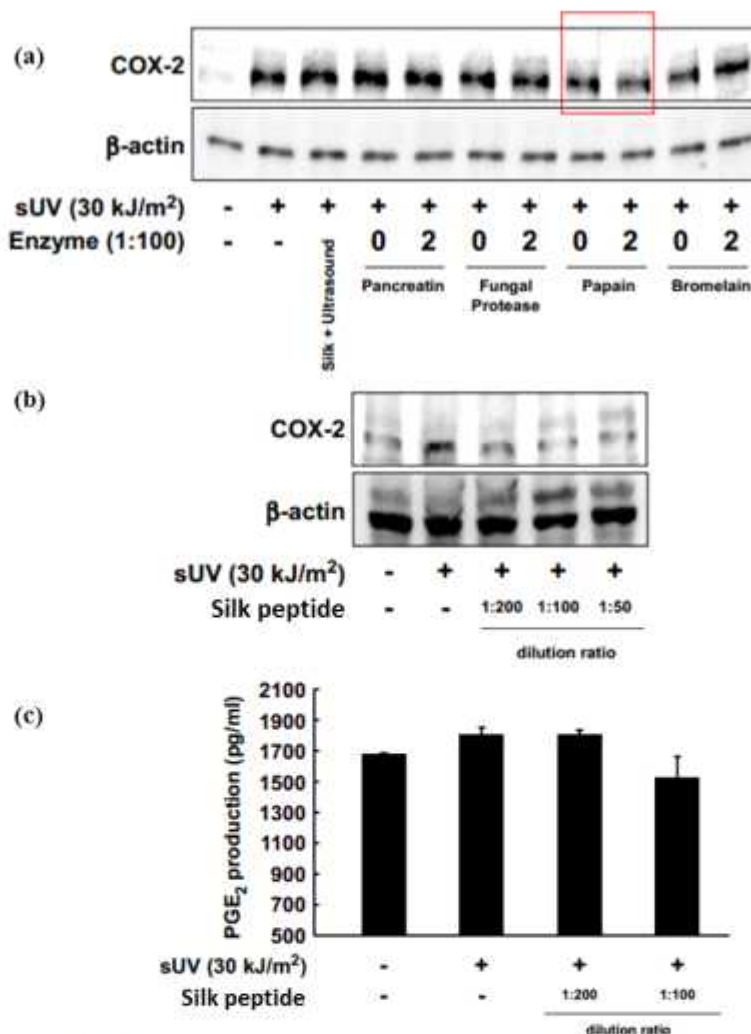 (a)
COX-2
β-actin
sUV (30 kJ/m²) - + + + + + + + + + +
Enzyme (1:100) - - Silk + Ultrasound 0 2 0 2 0 2 0 2
Pancreatin Fungal Protease Papain Bromelain
(b)
COX-2
β-actin
sUV (30 kJ/m²) - + + + +
Silk peptide - - 1:200 1:100 1:50
dilution ratio
(c)
PGE₂ production (pg/ml)
2100
1900
1700
1500
1300
1100
900
700
500
sUV (30 kJ/m²) - + + +
Silk peptide - - 1:200 1:100
dilution ratio